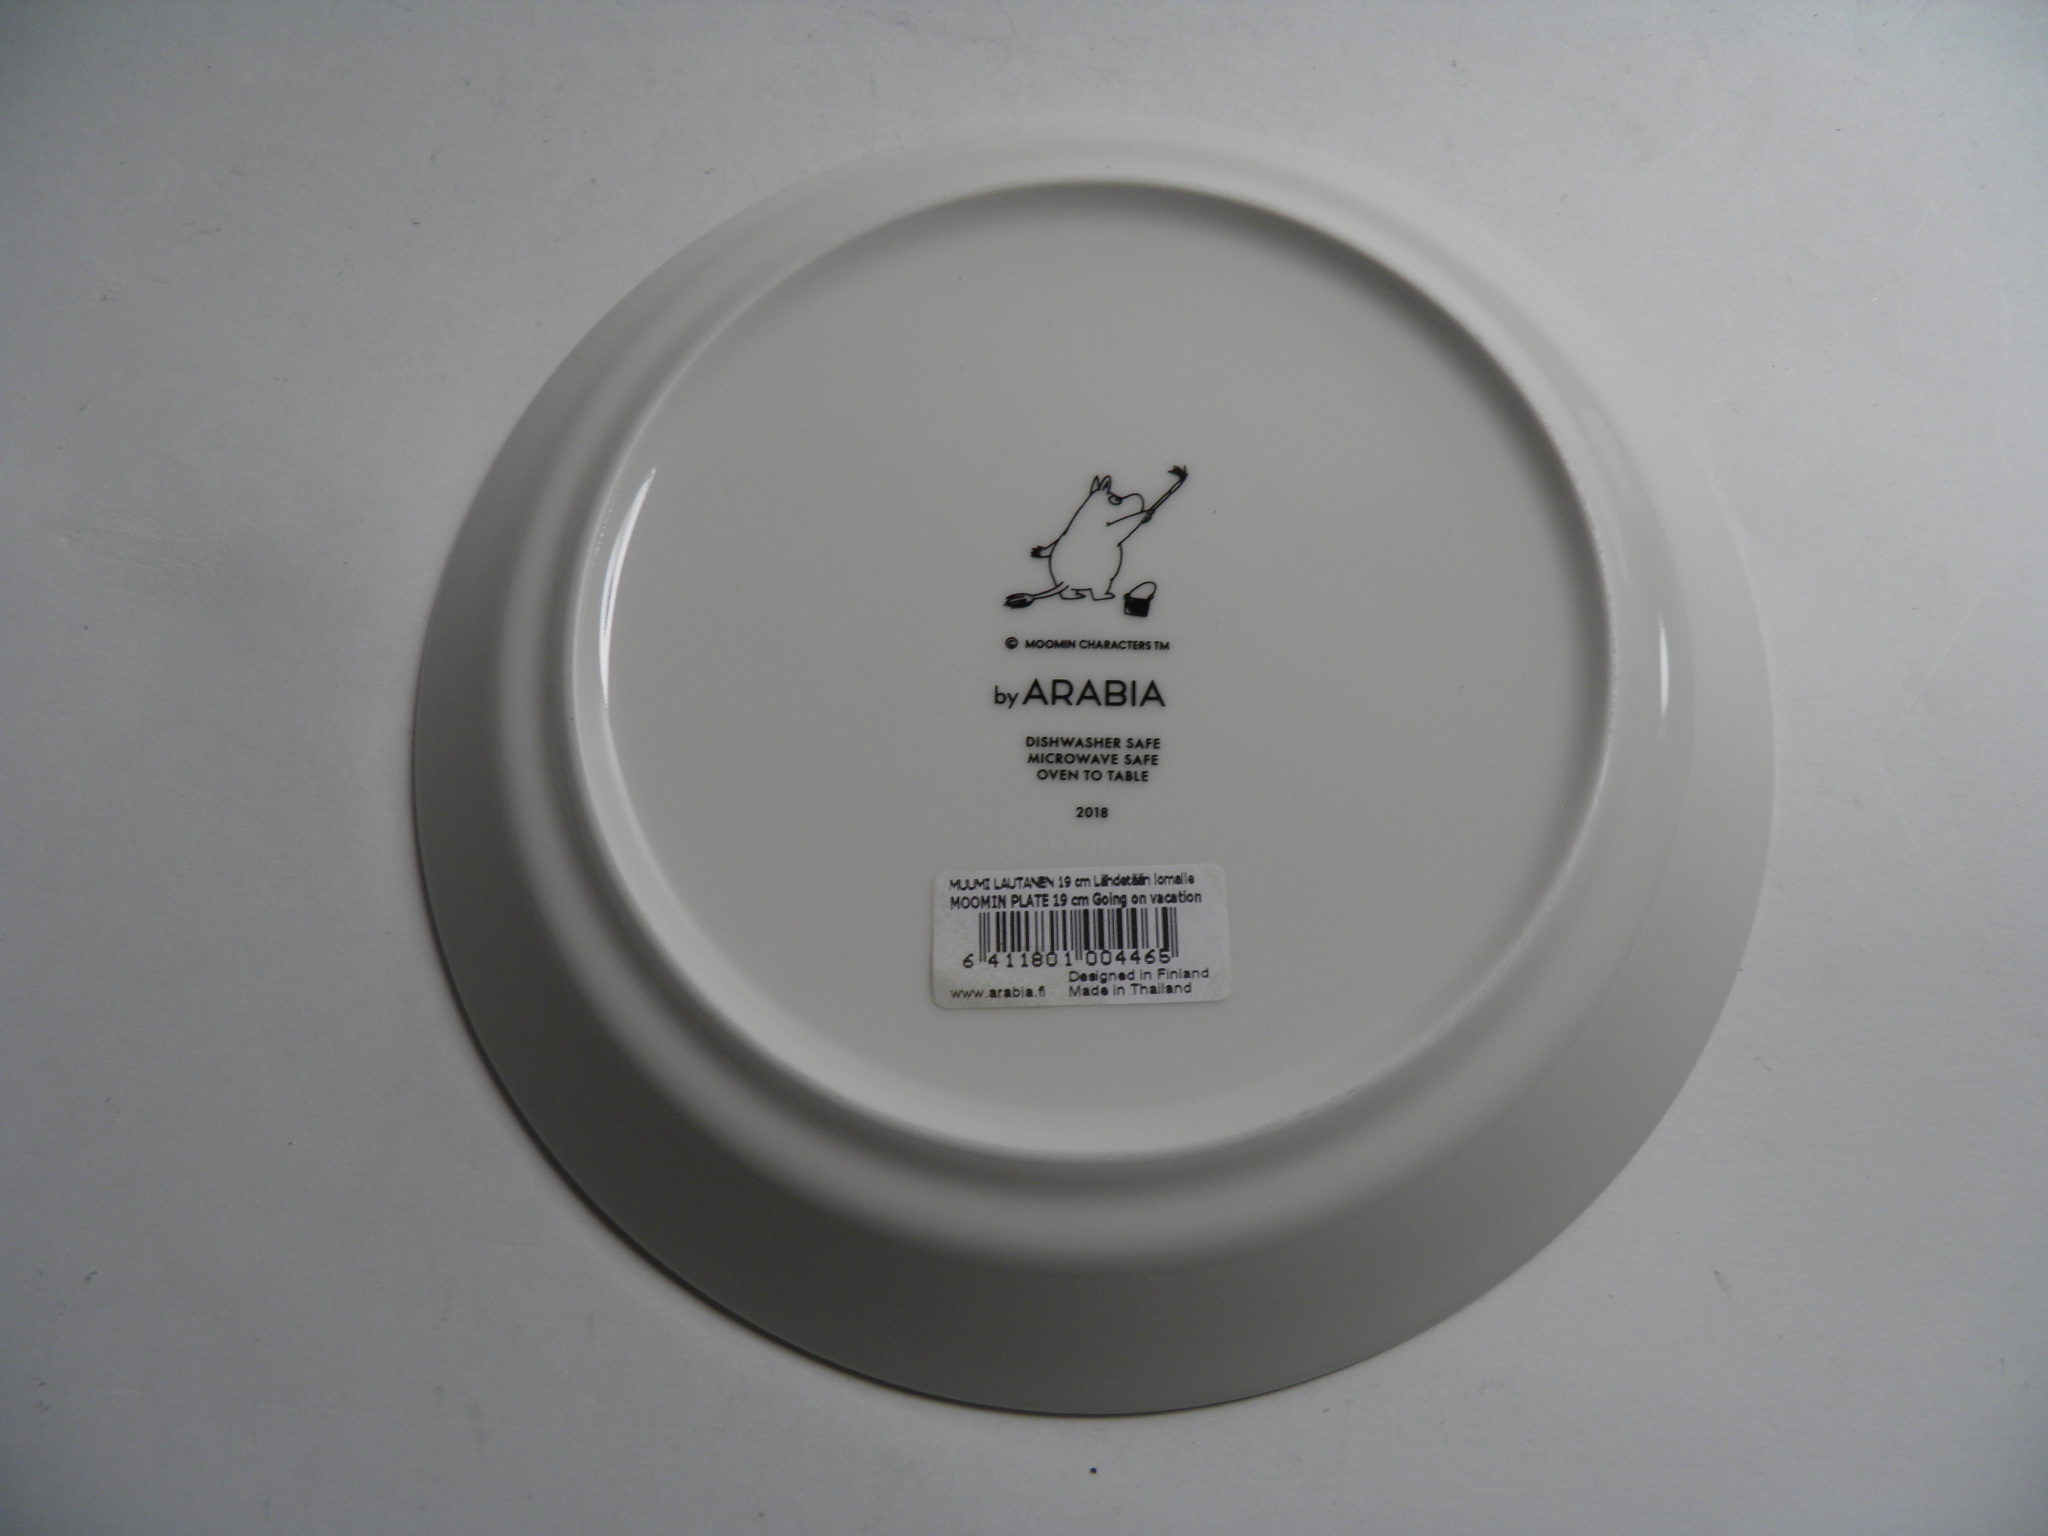 © MOOMIN CHARACTERS TM
by ARABIA
DISHWASHER SAFE
MICROWAVE SAFE
OVEN TO TABLE
2018
MUUMI LAUTANEN 19 cm Lähdetään lomalle
MOOMIN PLATE 19 cm Going on vacation
6 411801 004465
Designed in Finland
www.arabia.fi Made in Thailand